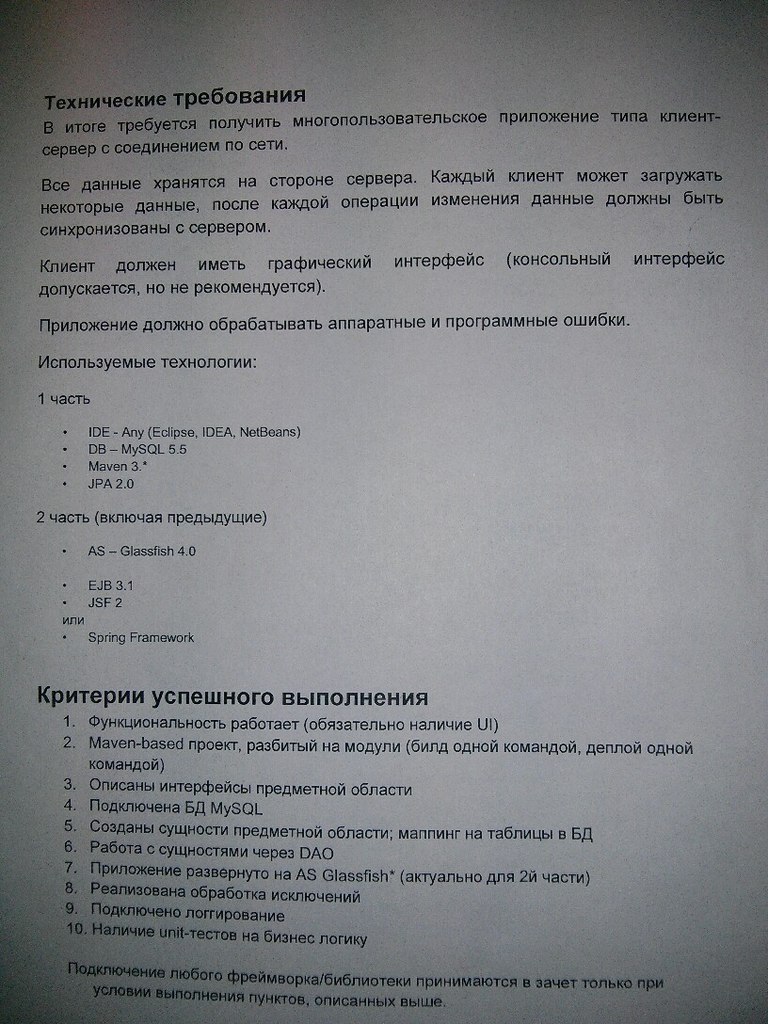 Технические требования
В итоге требуется получить многопользовательское приложение типа клиент-
сервер с соединением по сети.
Все данные хранятся на стороне сервера. Каждый клиент может загружать
некоторые данные, после каждой операции изменения данные должны быть
синхронизованы с сервером.
Клиент должен иметь графический интерфейс (консольный интерфейс
допускается, но не рекомендуется).
Приложение должно обрабатывать аппаратные и программные ошибки.
Используемые технологии:
1 часть
• IDE - Any (Eclipse, IDEA, NetBeans)
• DB – MySQL 5.5
• Maven 3.*
• JPA 2.0
2 часть (включая предыдущие)
• AS – Glassfish 4.0
• EJB 3.1
• JSF 2
или
• Spring Framework
Критерии успешного выполнения
1. Функциональность работает (обязательно наличие UI)
2. Maven-based проект, разбитый на модули (билд одной командой, деплой одной
командой)
3. Описаны интерфейсы предметной области
4. Подключена БД MySQL
5. Созданы сущности предметной области; маппинг на таблицы в БД
6. Работа с сущностями через DAO
7. Приложение развернуто на AS Glassfish* (актуально для 2й части)
8. Реализована обработка исключений
9. Подключено логгирование
10. Наличие unit-тестов на бизнес логику
Подключение любого фреймворка/библиотеки принимаются в зачет только при
условии выполнения пунктов, описанных выше.